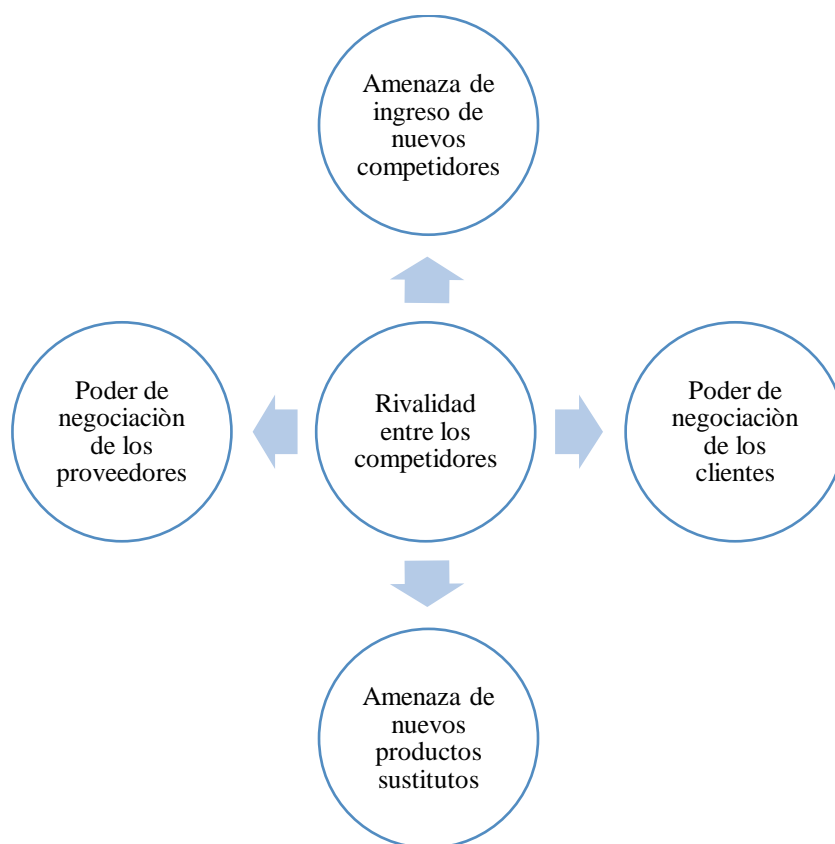 Amenaza de
ingreso de
nuevos
competidores
Poder de
negociaciòn
de los
proveedores
Rivalidad
entre los
competidores
Poder de
negociaciòn
de los
clientes
Amenaza de
nuevos
productos
sustitutos